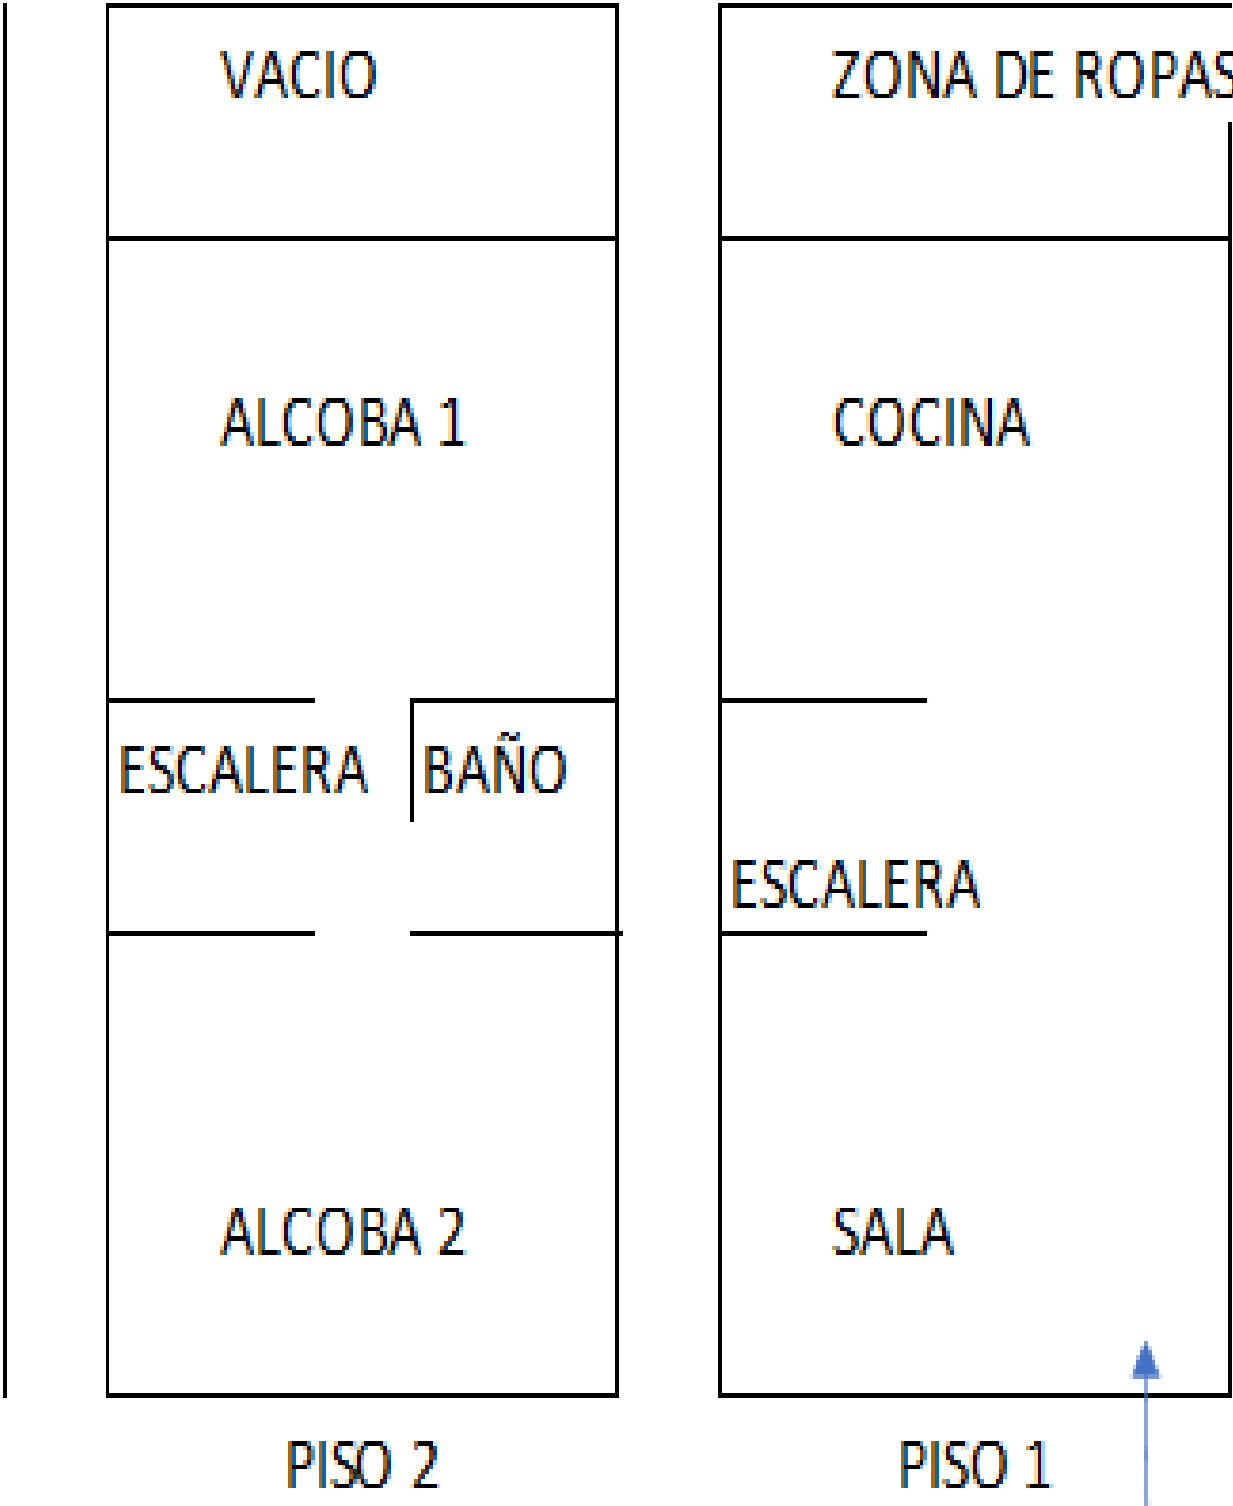 VACIO
ALCOBA 1
ESCALERA
BAÑO
ALCOBA 2
PISO 2
ZONA DE ROPAS
COCINA
ESCALERA
SALA
PISO 1